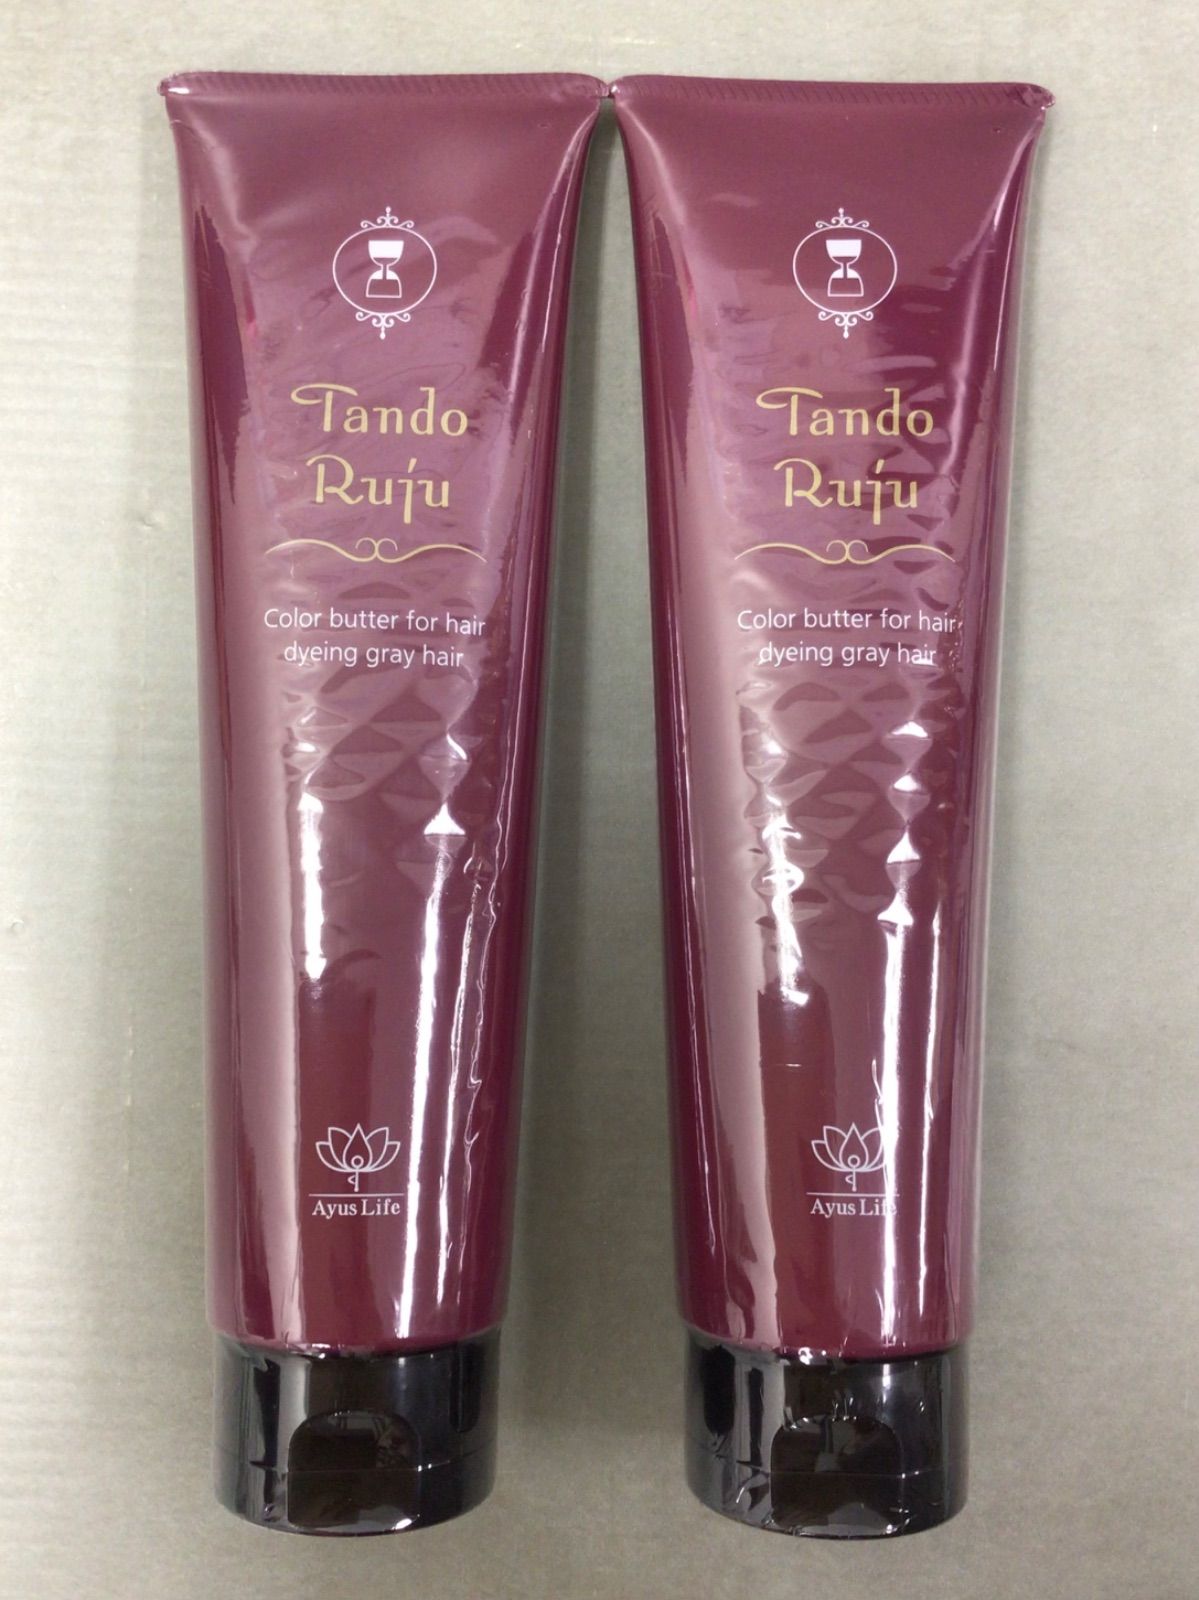 Tando
Ruju
Color butter for hair
dyeing gray hair
Ayus Life
Tando
Ruju
Color butter for hair
dyeing gray hair
Ayus Life